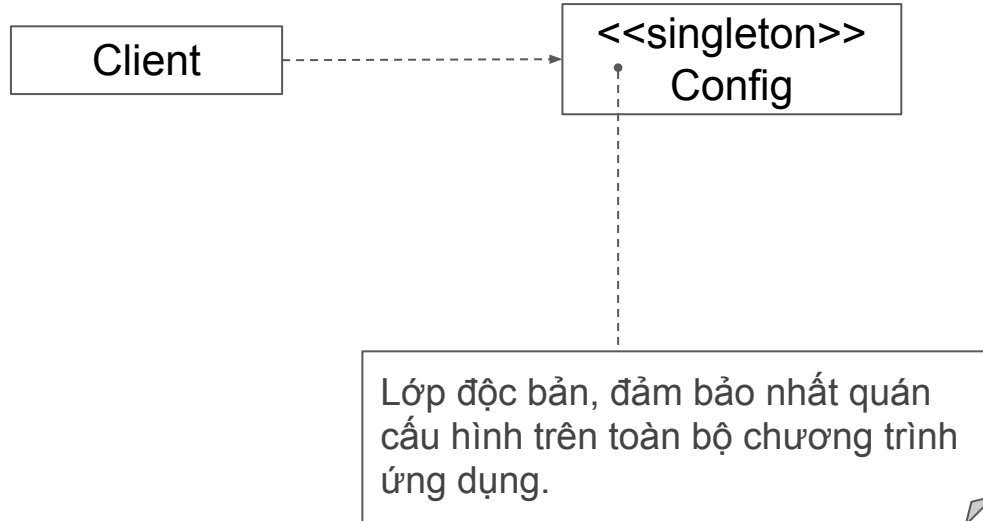 Client
<<singleton>>
Config
Lớp độc bản, đảm bảo nhất quán
cấu hình trên toàn bộ chương trình
ứng dụng.